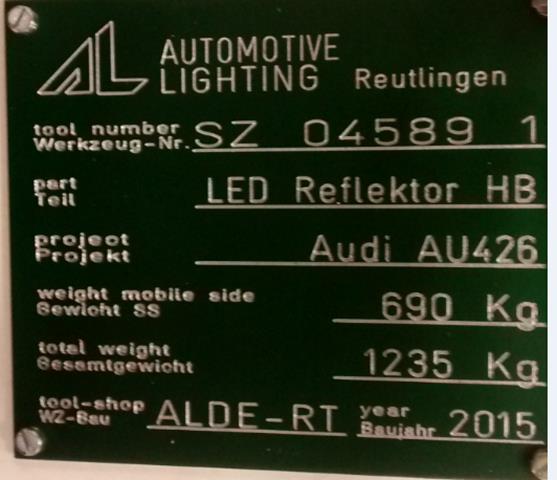 AL AUTOMOTIVE
LIGHTING Reutlingen
tool number
Werkzeug-Nr. SZ 04589 1
part
Teil LED Reflektor HB
project
Projekt Audi AU426
weight mobile side
Gewicht SS 690 Kg
total weight
Gesamtgewicht 1235 Kg
tool-shop
WZ-Bau ALDE-RT year
Baujahr 2015